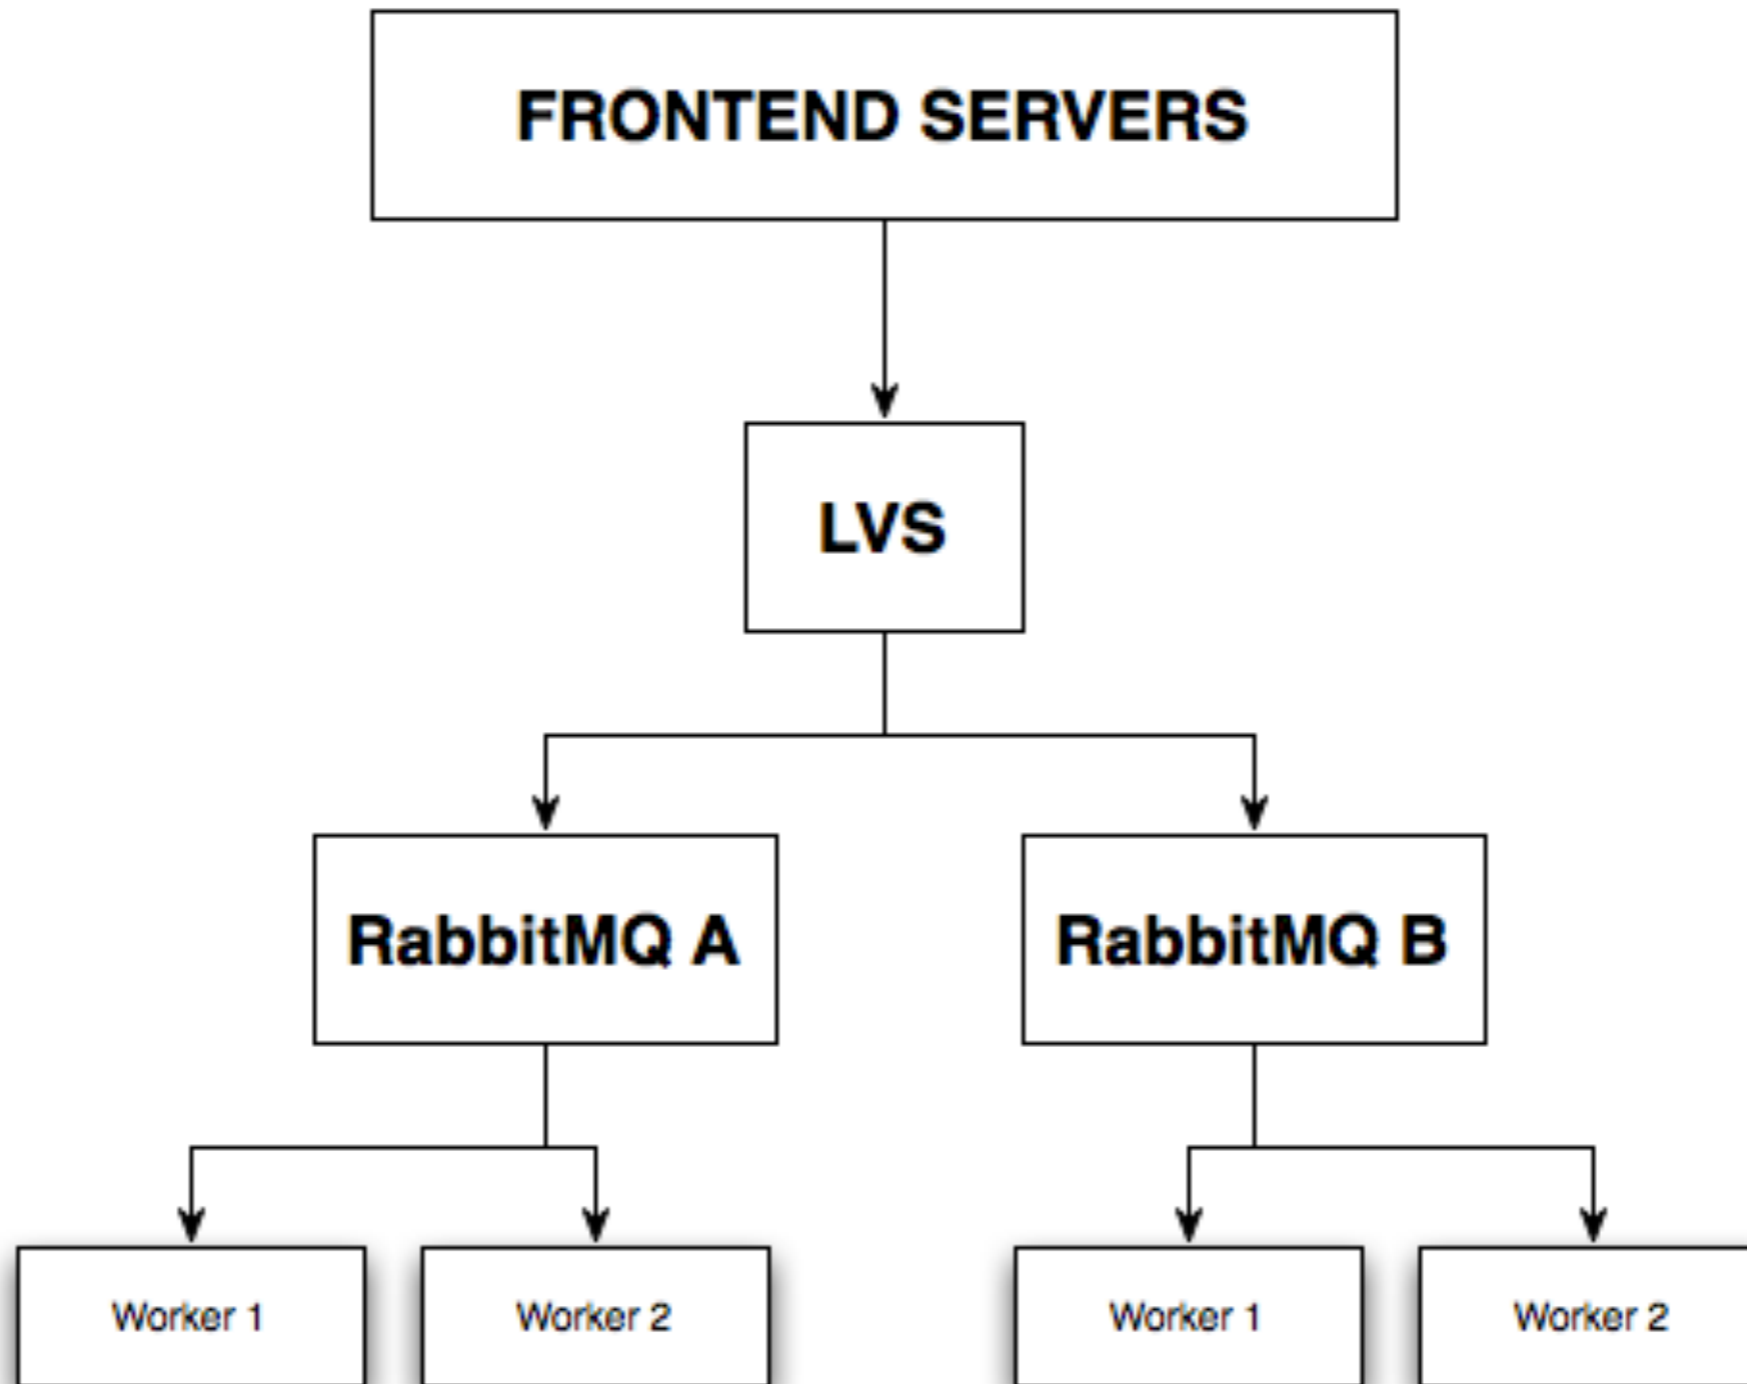 FRONTEND SERVERS
LVS
RabbitMQ A
RabbitMQ B
Worker 1
Worker 2
Worker 1
Worker 2